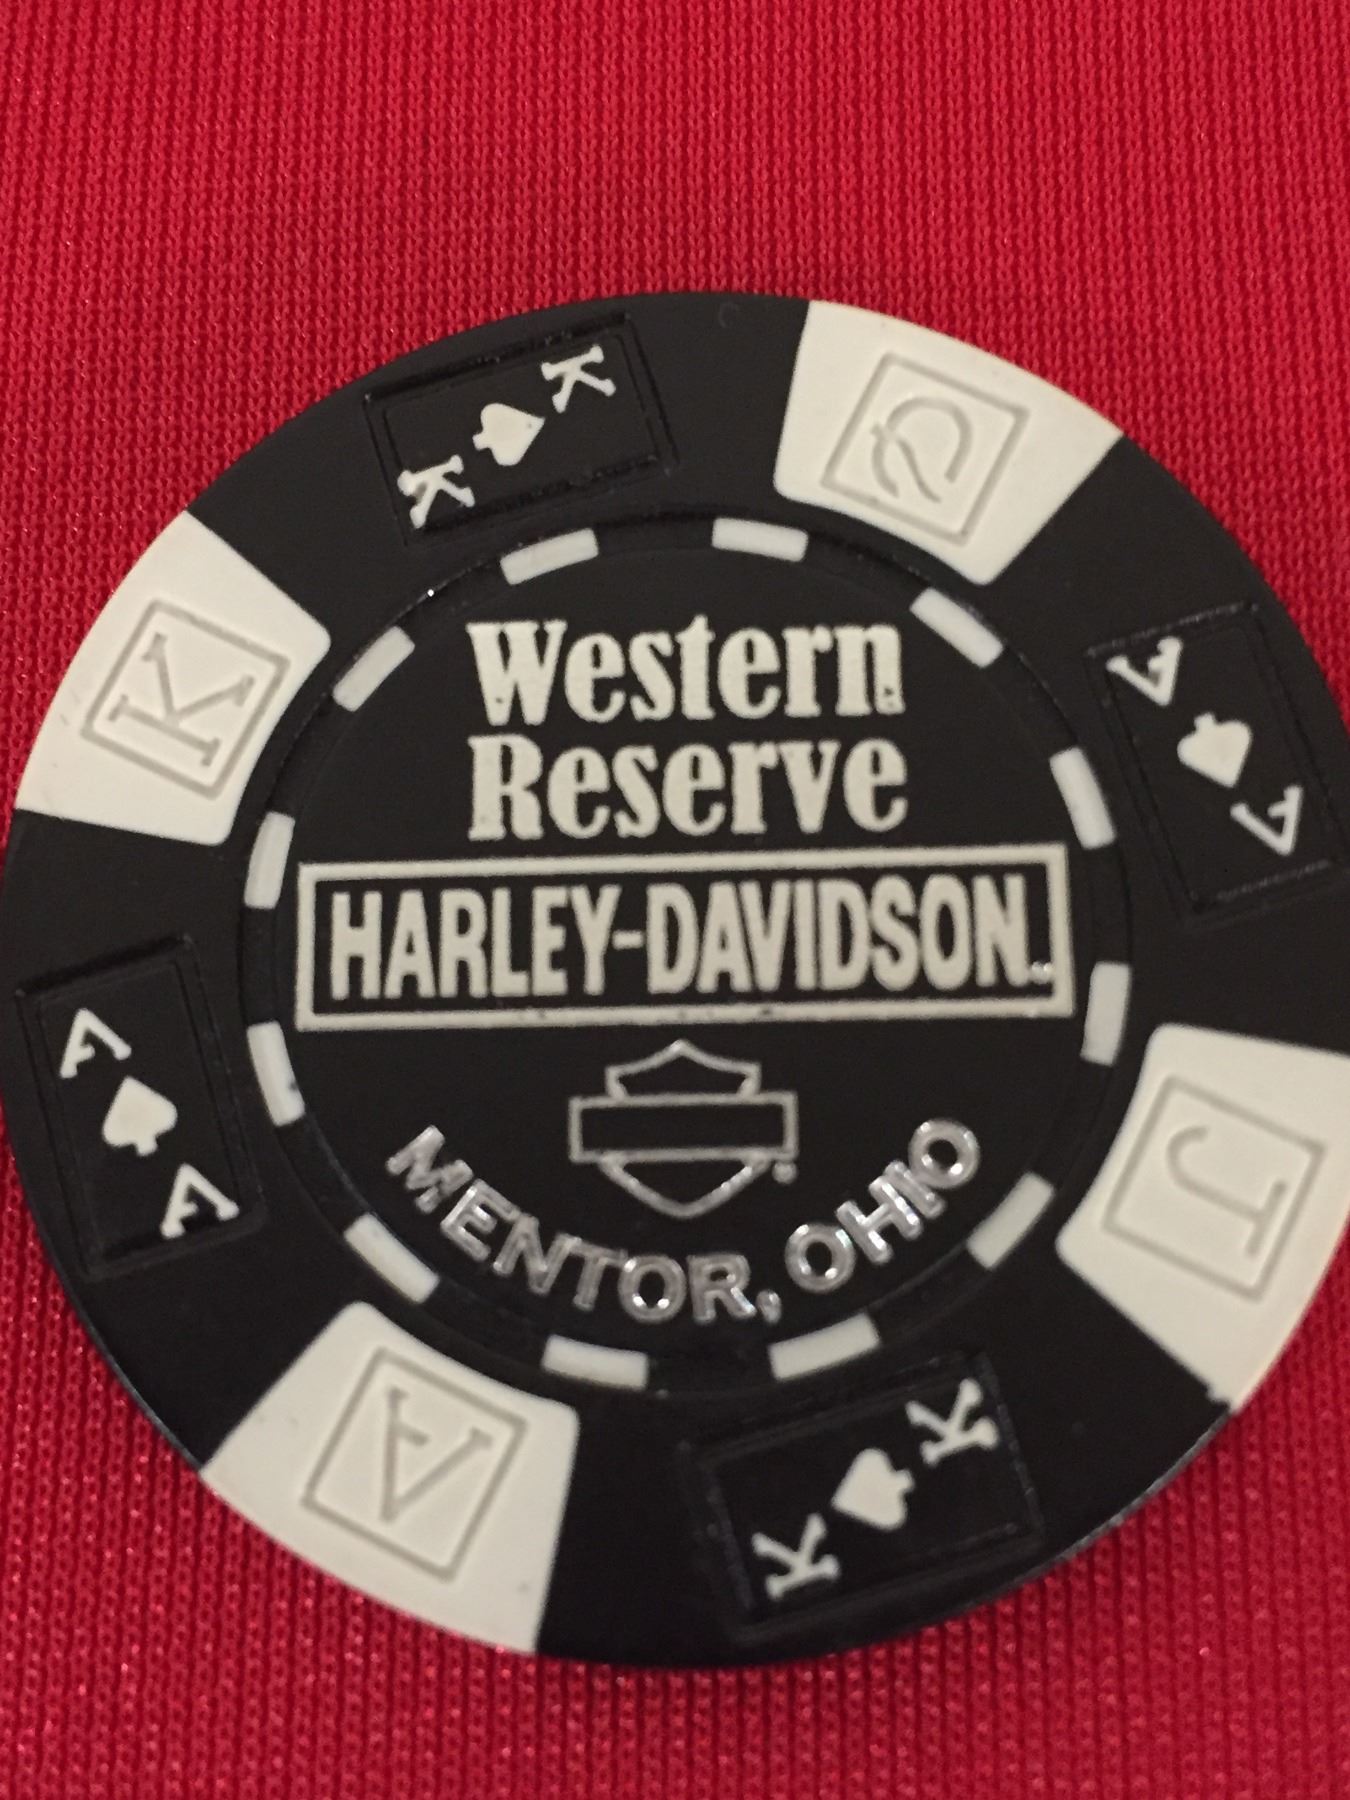 Western
Reserve
HARLEY-DAVIDSON
MENTOR, OHIO
K
K
Q
A
A
J
K
K
A
A
A
K